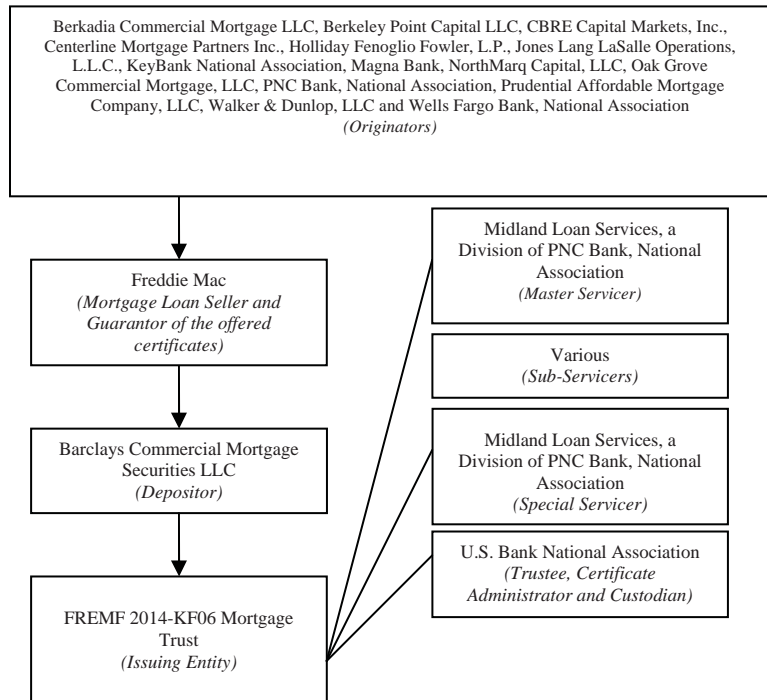 Berkadia Commercial Mortgage LLC, Berkeley Point Capital LLC, CBRE Capital Markets, Inc.,
Centerline Mortgage Partners Inc., Holliday Fenoglio Fowler, L.P., Jones Lang LaSalle Operations,
L.L.C., KeyBank National Association, Magna Bank, NorthMarq Capital, LLC, Oak Grove
Commercial Mortgage, LLC, PNC Bank, National Association, Prudential Affordable Mortgage
Company, LLC, Walker & Dunlop, LLC and Wells Fargo Bank, National Association
(Originators)
Freddie Mac
(Mortgage Loan Seller and
Guarantor of the offered
certificates)
Barclays Commercial Mortgage
Securities LLC
(Depositor)
FREMF 2014-KF06 Mortgage
Trust
(Issuing Entity)
Midland Loan Services, a
Division of PNC Bank, National
Association
(Master Servicer)
Various
(Sub-Servicers)
Midland Loan Services, a
Division of PNC Bank, National
Association
(Special Servicer)
U.S. Bank National Association
(Trustee, Certificate
Administrator and Custodian)